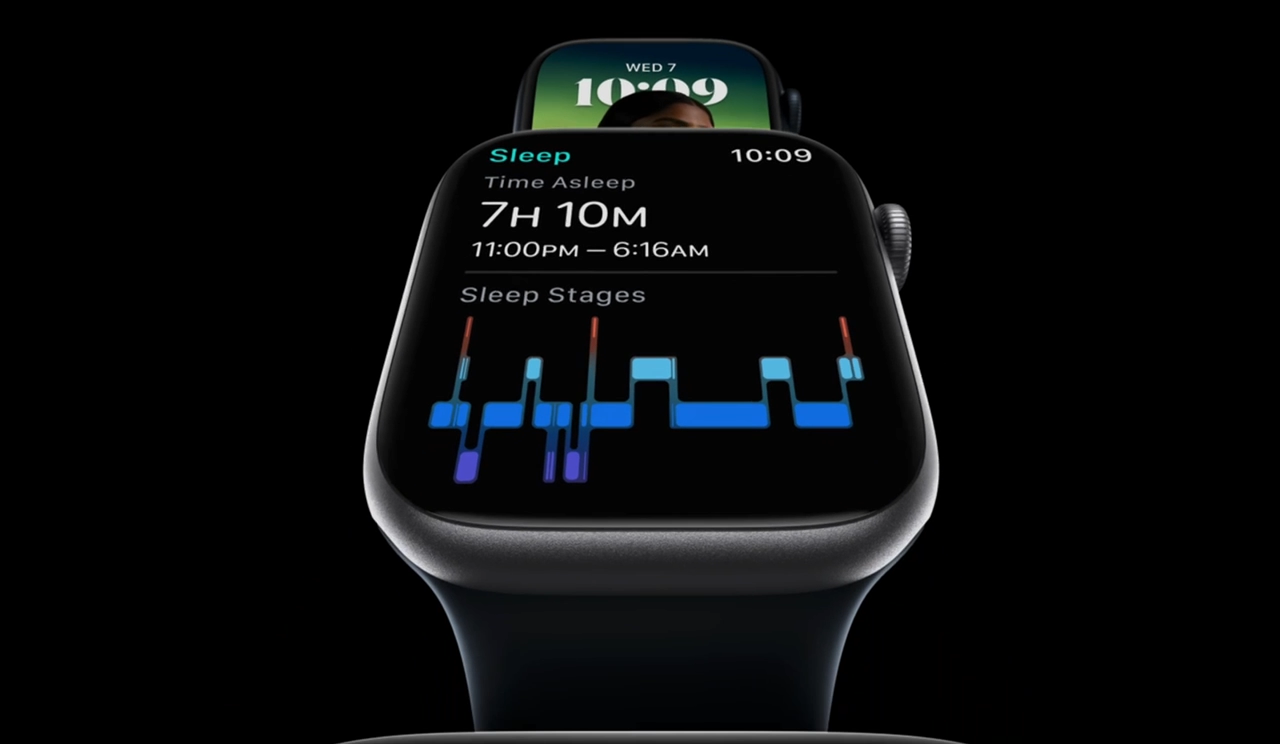 WED 7
10:09
Sleep 10:09
Time Asleep
7H 10M
11:00PM – 6:16AM
Sleep Stages